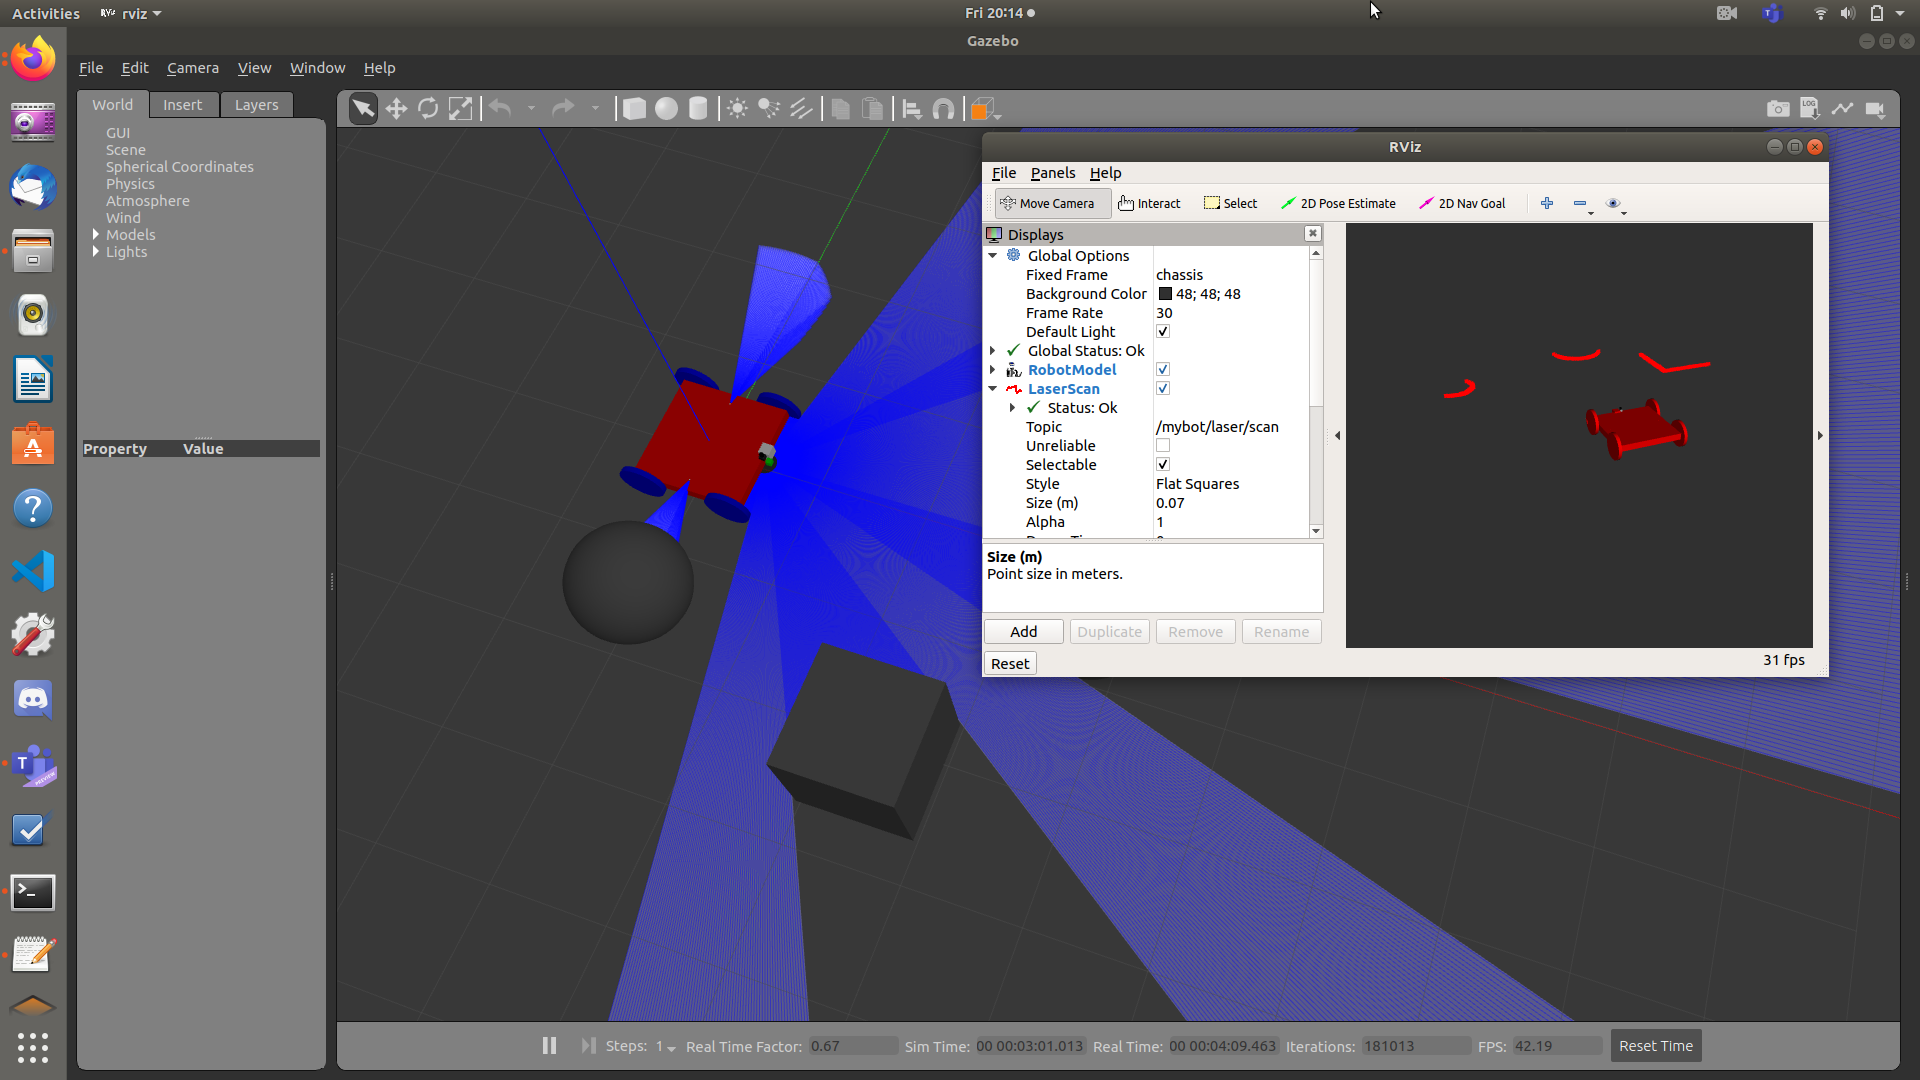 Activities
rviz
Fri 20:14
Gazebo
File Edit Camera View Window Help
World Insert Layers
GUI
Scene
Spherical Coordinates
Physics
Atmosphere
Wind
Models
Lights
Property Value
LOG
RViz
File Panels Help
Move Camera Interact Select 2D Pose Estimate 2D Nav Goal
Displays
Global Options
Fixed Frame chassis
Background Color 48; 48; 48
Frame Rate 30
Default Light
Global Status: Ok
RobotModel
LaserScan
Status: Ok
Topic /mybot/laser/scan
Unreliable
Selectable
Style Flat Squares
Size (m) 0.07
Alpha 1
Size (m)
Point size in meters.
Add Duplicate Remove Rename
Reset
31 fps
Steps: 1 Real Time Factor: 0.67 Sim Time: 00 00:03:01.013 Real Time: 00 00:04:09.463 Iterations: 181013 FPS: 42.19 Reset Time